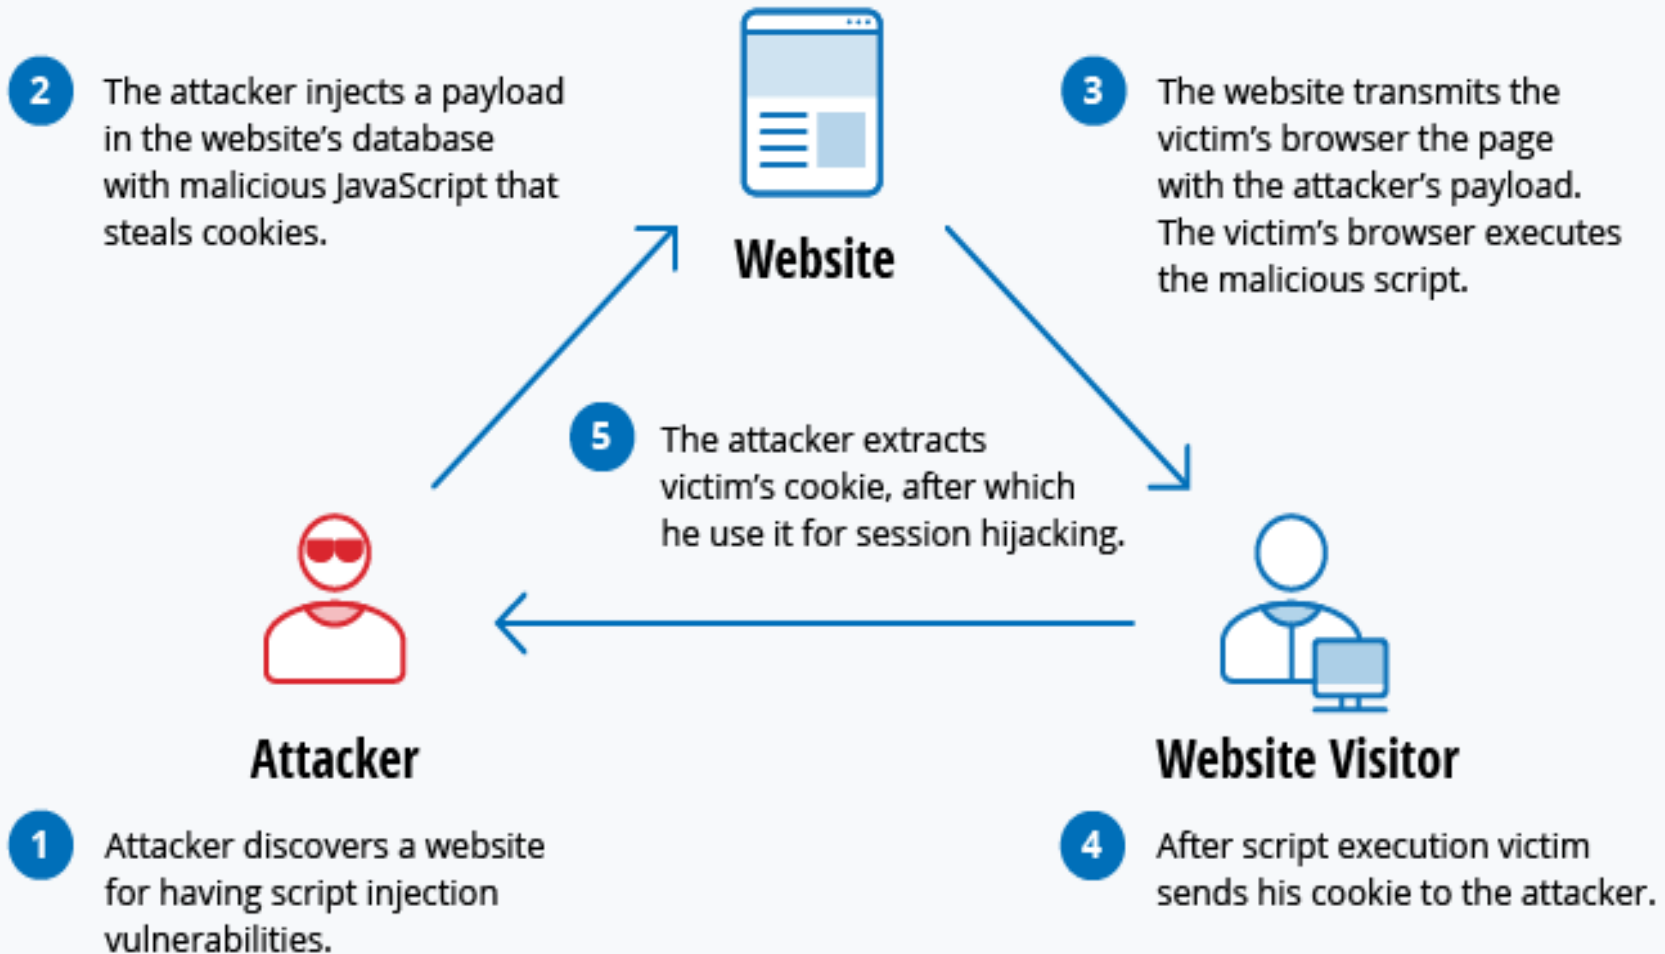 2
The attacker injects a payload
in the website's database
with malicious JavaScript that
steals cookies.
Website
3
The website transmits the
victim's browser the page
with the attacker's payload.
The victim's browser executes
the malicious script.
5
The attacker extracts
victim's cookie, after which
he use it for session hijacking.
Attacker
1
Attacker discovers a website
for having script injection
vulnerabilities.
Website Visitor
4
After script execution victim
sends his cookie to the attacker.